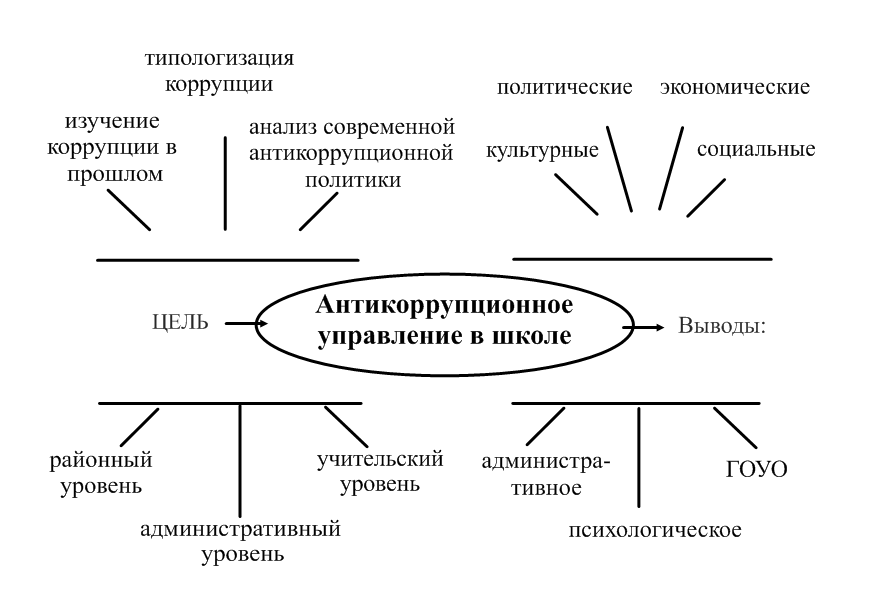 типологизация
коррупции
изучение
коррупции в
прошлом
анализ современной
антикоррупционной
политики
политические
экономические
культурные
социальные
ЦЕЛЬ
Антикоррупционное
управление в школе
Выводы:
районный
уровень
административный
уровень
учительский
уровень
администра-
тивное
психологическое
ГОУО